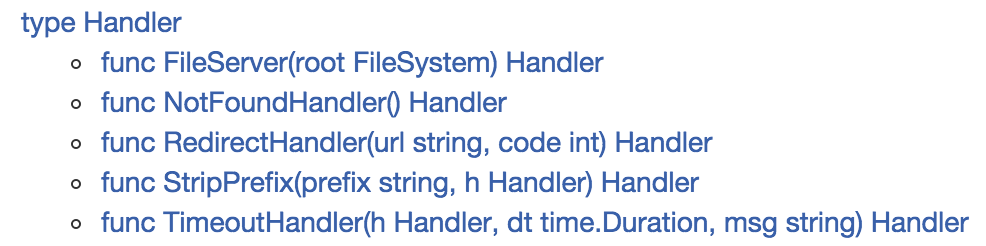 type Handler
func FileServer(root FileSystem) Handler
func NotFoundHandler() Handler
func RedirectHandler(url string, code int) Handler
func StripPrefix(prefix string, h Handler) Handler
func TimeoutHandler(h Handler, dt time.Duration, msg string) Handler